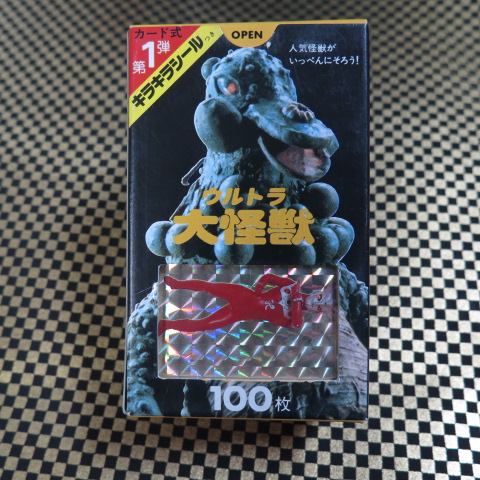 カード式
第1弾
キラキラシールつき
OPEN
人気怪獣が
いっぺんにそろう!
ウルトラ
大怪獣
100枚